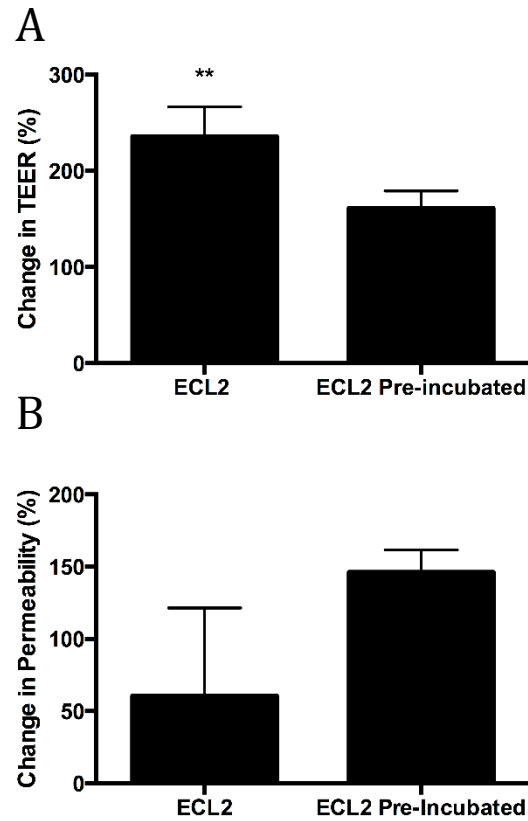 A
**
300
200
100
0
Change in TEER (%)
ECL2
ECL2 Pre-incubated
B
200
150
100
50
0
Change in Permeability (%)
ECL2
ECL2 Pre-Incubated